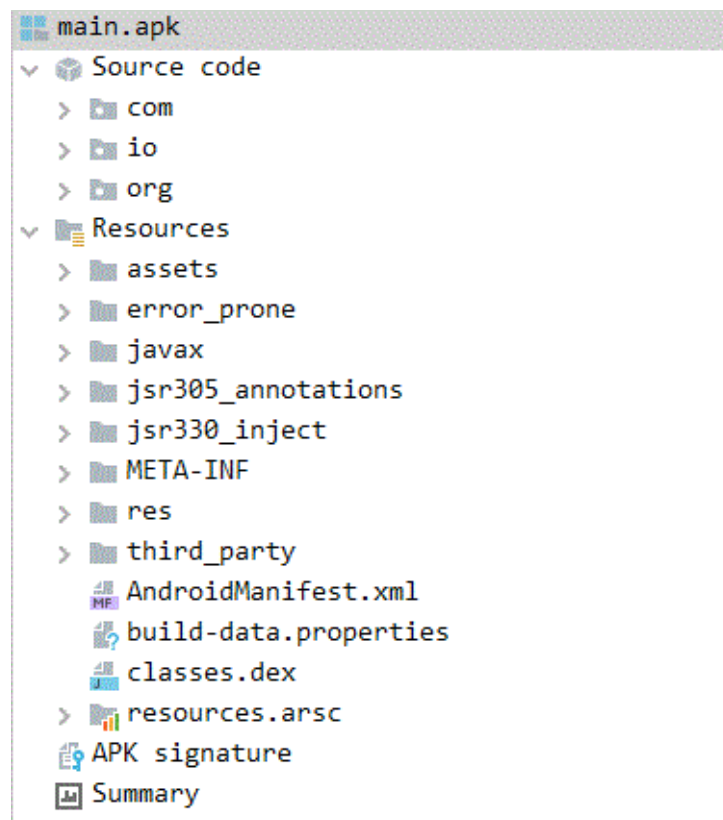 main.apk
Source code
com
io
org
Resources
assets
error_prone
javax
jsr305_annotations
jsr330_inject
META-INF
res
third_party
MF AndroidManifest.xml
build-data.properties
J classes.dex
resources.arsc
APK signature
Summary